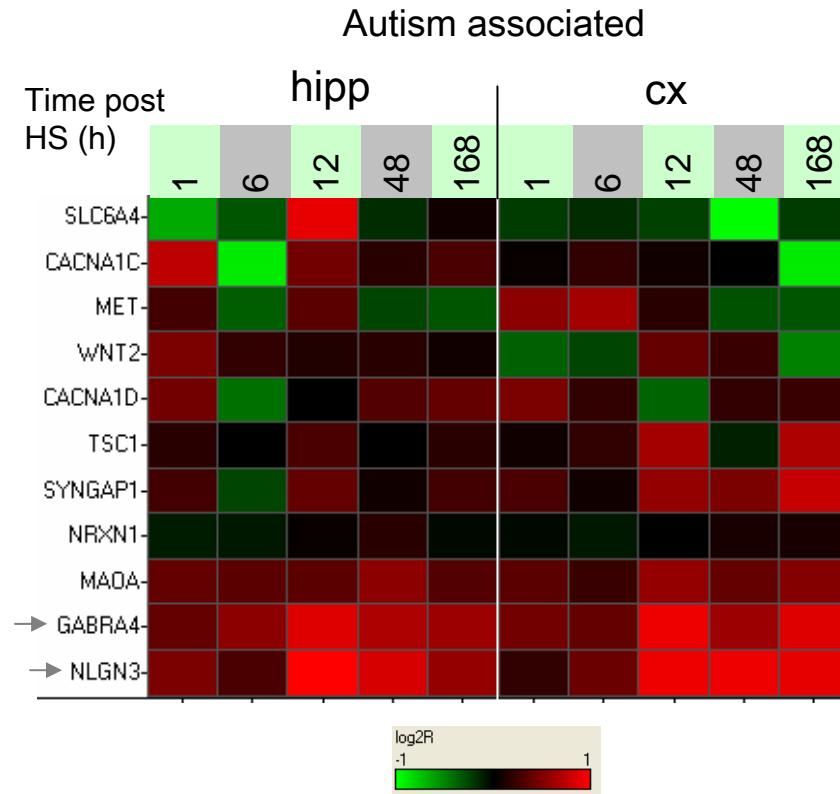 Autism associated
hipp
cx
Time post
HS (h)
1 6 12 48 168 1 6 12 48 168
SLC6A4
CACNA1C
MET
WNT2
CACNA1D
TSC1
SYNGAP1
NRXN1
MAOA
GABRA4
NLGN3
log2R
-1 1